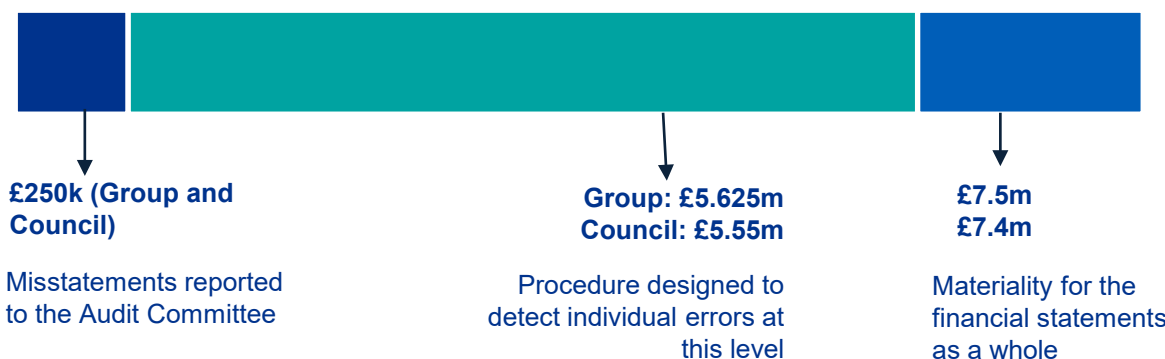 £250k (Group and
Council)
Misstatements reported
to the Audit Committee
Group: £5.625m
Council: £5.55m
Procedure designed to
detect individual errors at
this level
£7.5m
£7.4m
Materiality for the
financial statements
as a whole